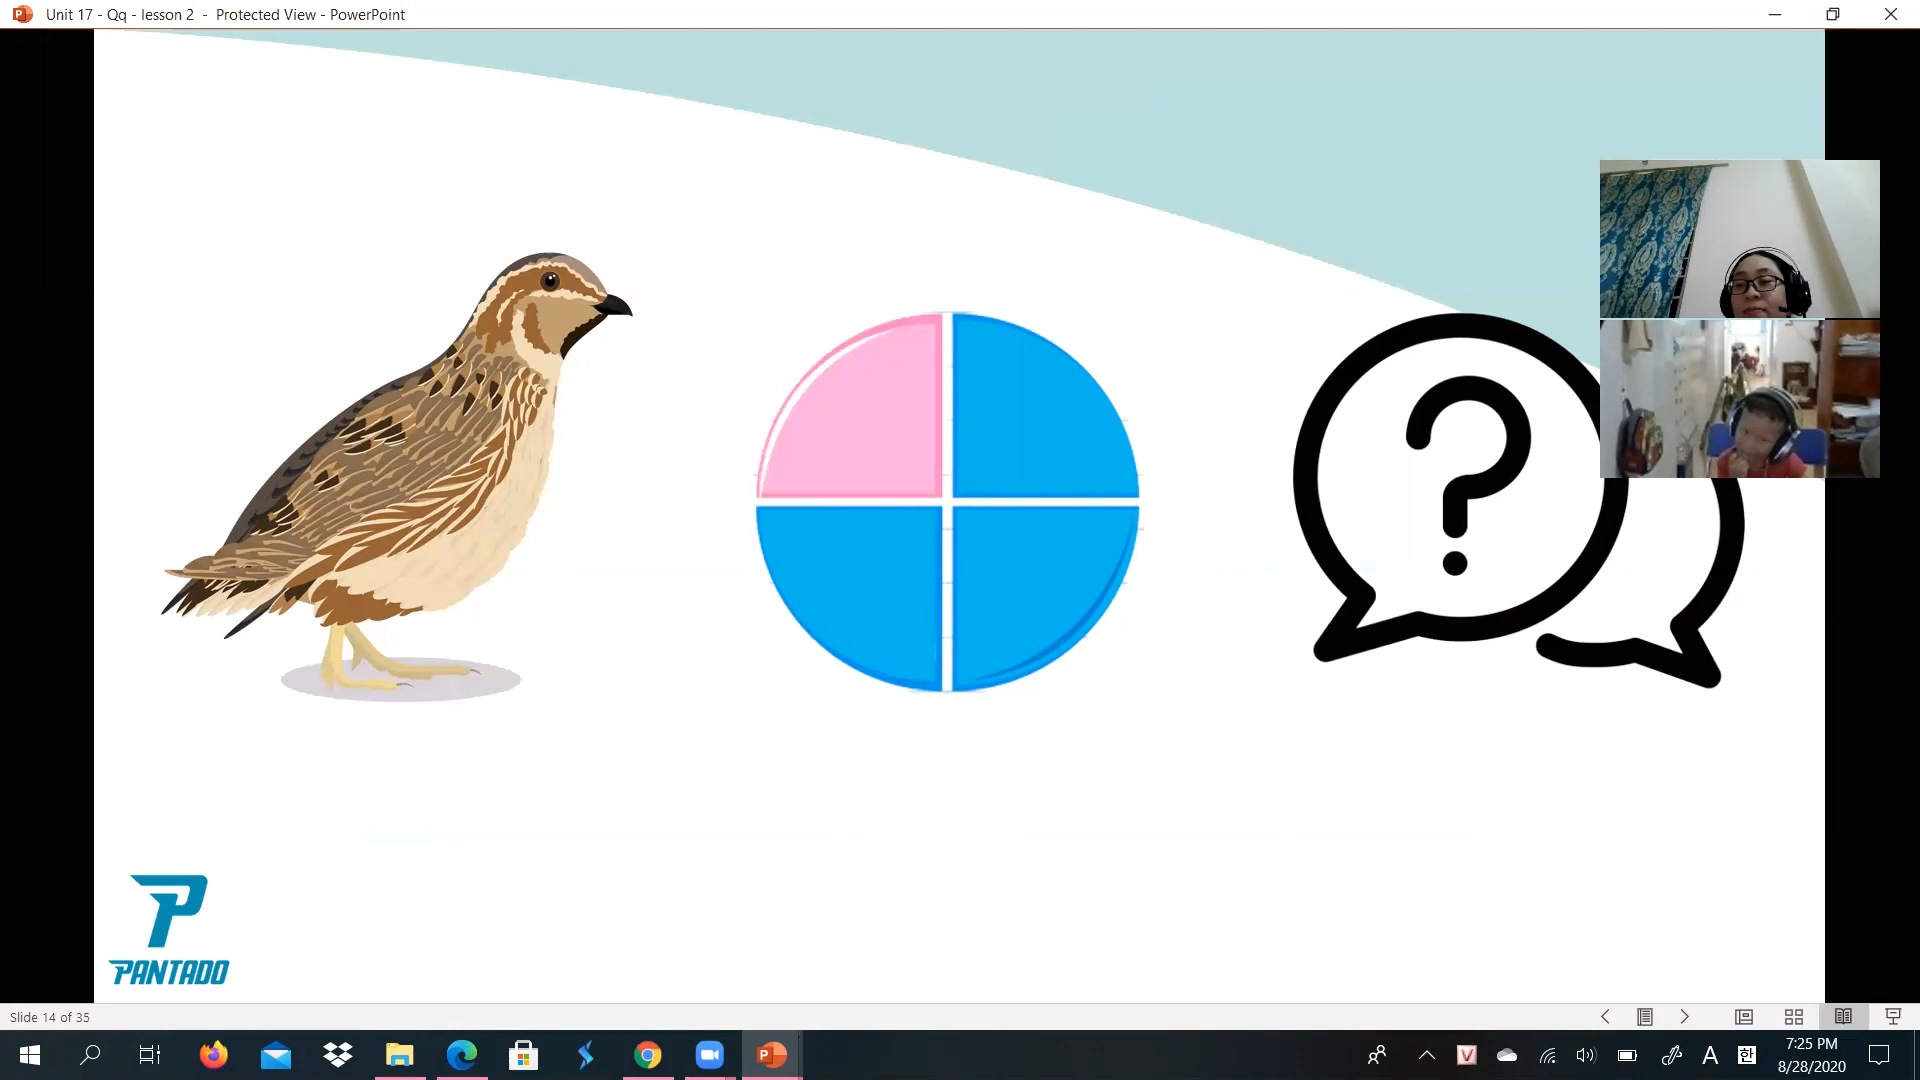 Unit 17 - Qq - lesson 2 - Protected View - PowerPoint
?
PANTADO
Slide 14 of 35
A
한
7:25 PM
8/28/2020